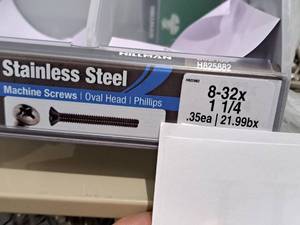 HILLMAN
H825882
Stainless Steel
Machine Screws | Oval Head | Phillips
8-32x
1 1/4
.35ea | 21.99bx